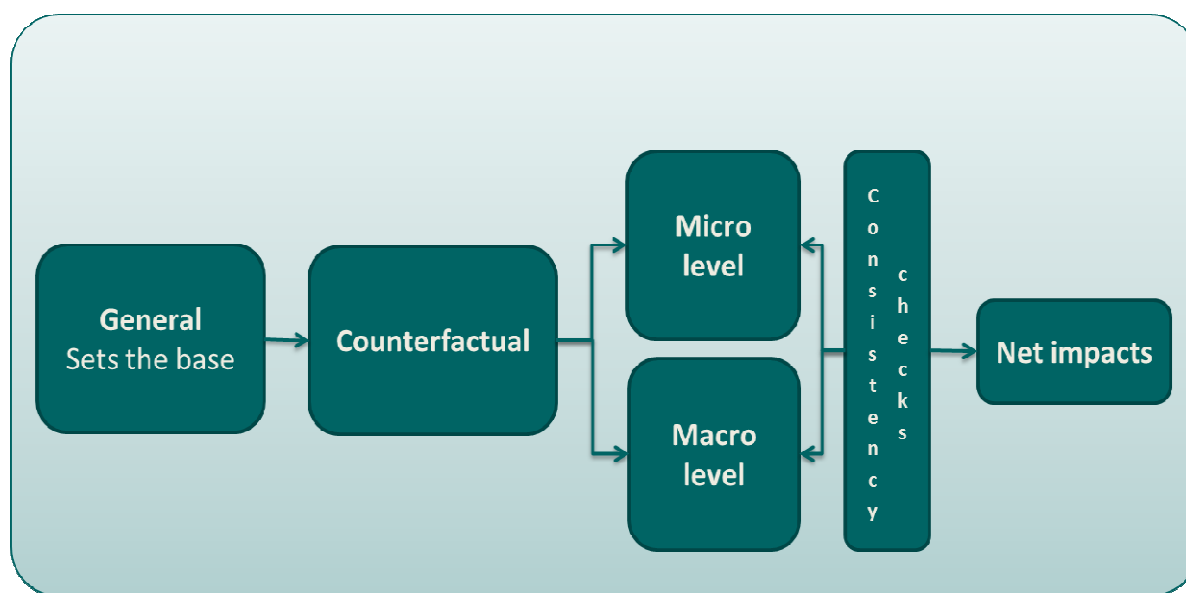 General
Sets the base
Counterfactual
Micro
level
Macro
level
Consistency
checks
Net impacts